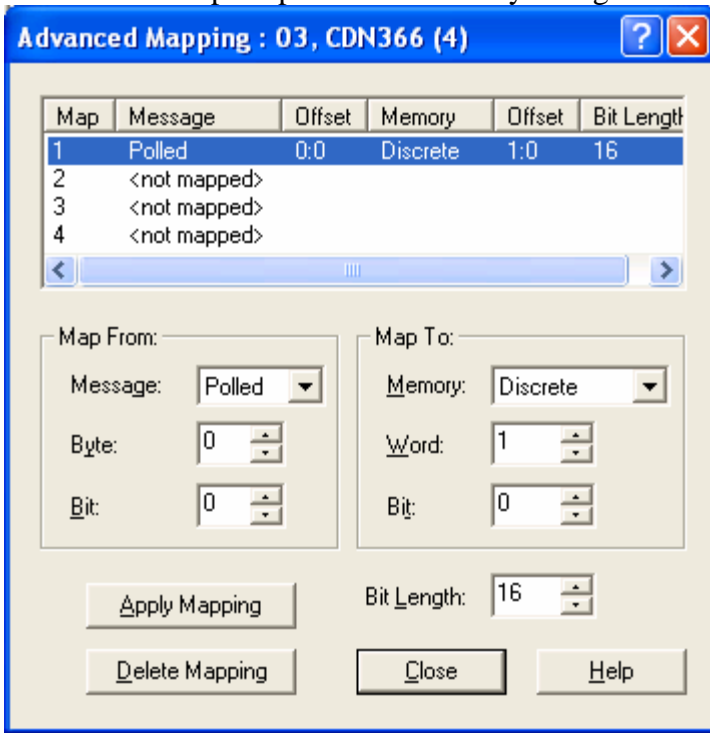 Advanced Mapping : 03, CDN366 (4)
Map Message Offset Memory Offset Bit Lengt
1 Polled 0:0 Discrete 1:0 16
2 <not mapped>
3 <not mapped>
4 <not mapped>
Map From:
Message: Polled
Byte: 0
Bit: 0
Map To:
Memory: Discrete
Word: 1
Bit: 0
Apply Mapping
Bit Length: 16
Delete Mapping
Close
Help